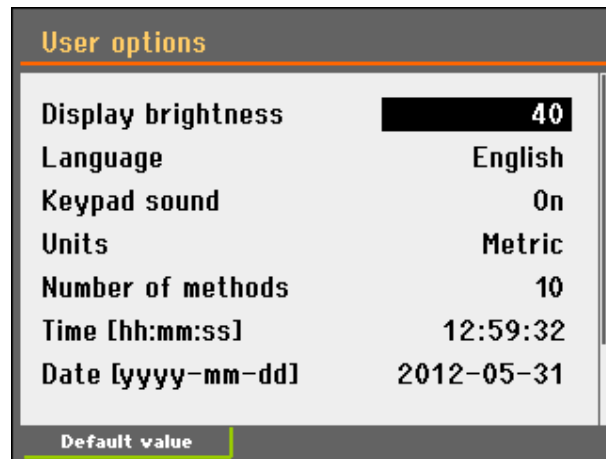 User options
Display brightness 40
Language English
Keypad sound On
Units Metric
Number of methods 10
Time [hh:mm:ss] 12:59:32
Date [yyyy-mm-dd] 2012-05-31
Default value